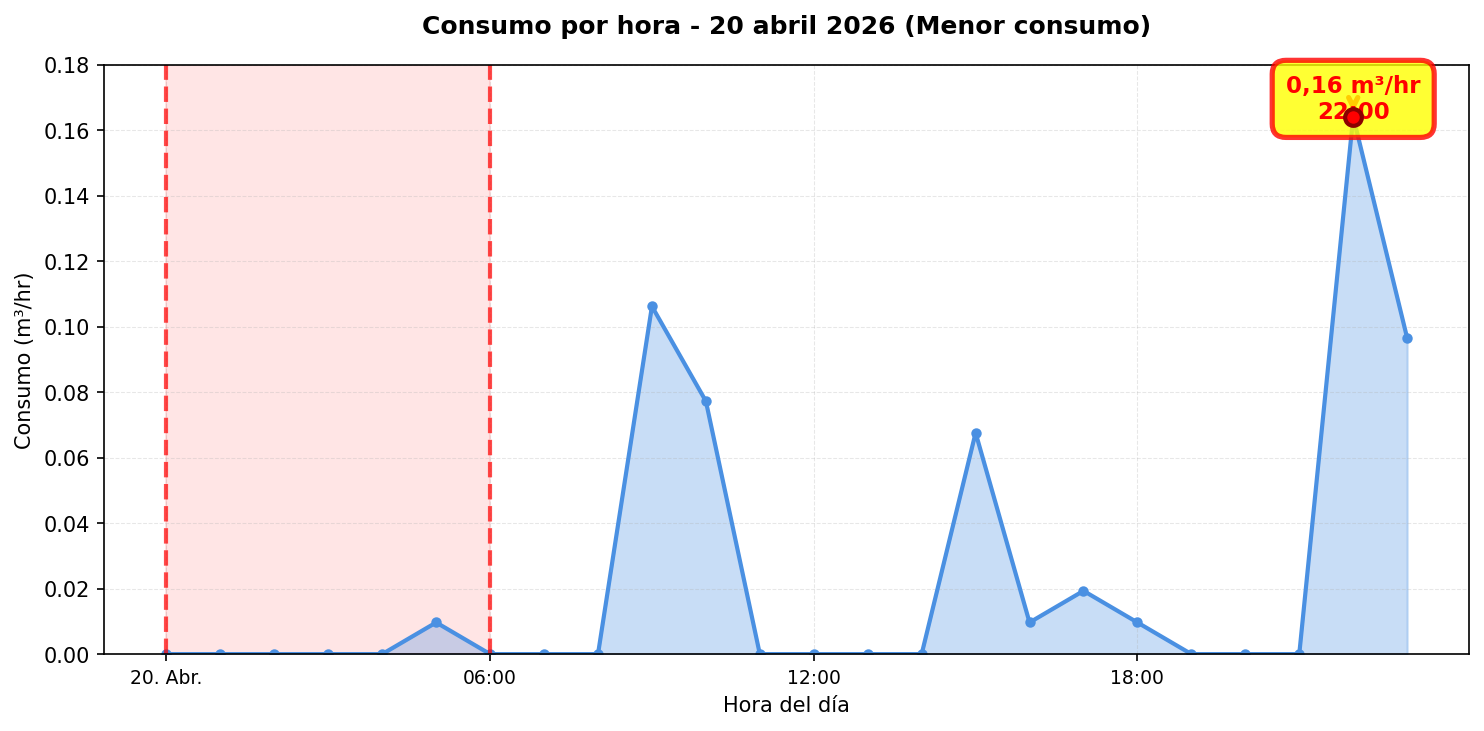 Consumo por hora - 20 abril 2026 (Menor consumo)
0,16 m³/hr
22:00
0.18
0.16
0.14
0.12
0.10
0.08
0.06
0.04
0.02
0.00
Consumo (m³/hr)
20. Abr.
06:00
12:00
18:00
Hora del día